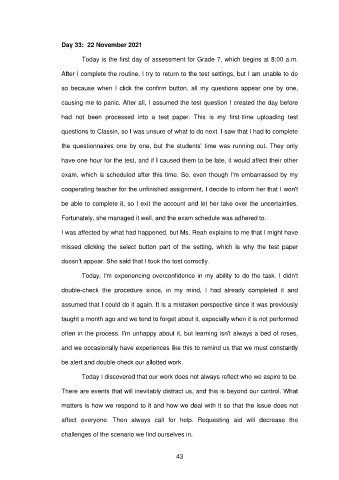 Day 33:  22 November 2021
Today is the first day of assessment for Grade 7, which begins at 8:00 a.m.
After I complete the routine, I try to return to the test settings, but I am unable to do
so because when I click the confirm button, all my questions appear one by one,
causing me to panic. After all, I assumed the test question I created the day before
had not been processed into a test paper. This is my first-time uploading test
questions to Classin, so I was unsure of what to do next. I saw that I had to complete
the questionnaires one by one, but the students' time was running out. They only
have one hour for the test, and if I caused them to be late, it would affect their other
exam, which is scheduled after this time. So, even though I'm embarrassed by my
cooperating teacher for the unfinished assignment, I decide to inform her that I won't
be able to complete it, so I exit the account and let her take over the uncertainties.
Fortunately, she managed it well, and the exam schedule was adhered to.
I was affected by what had happened, but Ms. Reah explains to me that I might have
missed clicking the select button part of the setting, which is why the test paper
doesn't appear. She said that I took the test correctly.
Today, I'm experiencing overconfidence in my ability to do the task. I didn't
double-check the procedure since, in my mind, I had already completed it and
assumed that I could do it again. It is a mistaken perspective since it was previously
taught a month ago and we tend to forget about it, especially when it is not performed
often in the process. I'm unhappy about it, but learning isn't always a bed of roses,
and we occasionally have experiences like this to remind us that we must constantly
be alert and double-check our allotted work.
Today I discovered that our work does not always reflect who we aspire to be.
There are events that will inevitably distract us, and this is beyond our control. What
matters is how we respond to it and how we deal with it so that the issue does not
affect everyone. Then always call for help. Requesting aid will decrease the
challenges of the scenario we find ourselves in.
43